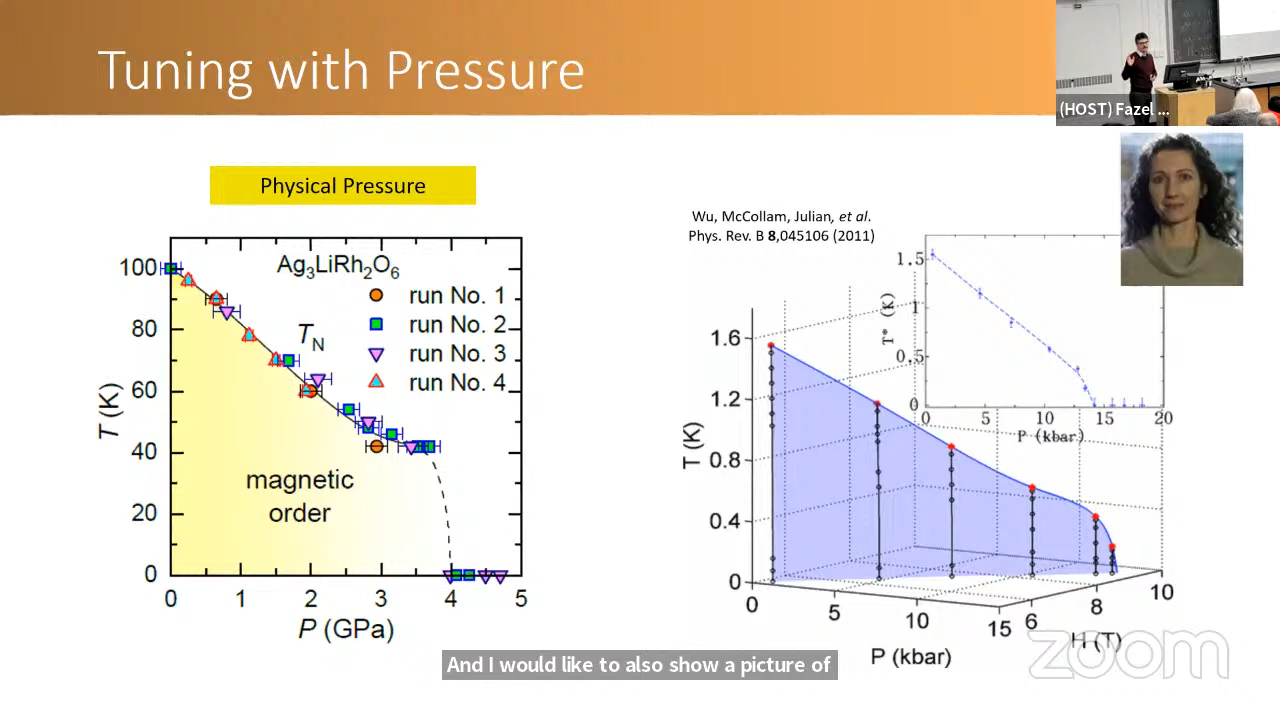 Tuning with Pressure
(HOST) Fazel ...
Physical Pressure
Wu, McCollam, Julian, et al.
Phys. Rev. B 8,045106 (2011)
Ag3LiRh2O6
run No. 1
run No. 2
run No. 3
run No. 4
TN
magnetic
order
T (K)
100
80
60
40
20
0
0 1 2 3 4 5
P (GPa)
T* (K)
1.5
1
0.5
0
0 5 10 15 20
P (kbar)
T (K)
1.6
1.2
0.8
0.4
0
0 5 10 15
P (kbar)
6 8 10
H (T)
And I would like to also show a picture of
zoom